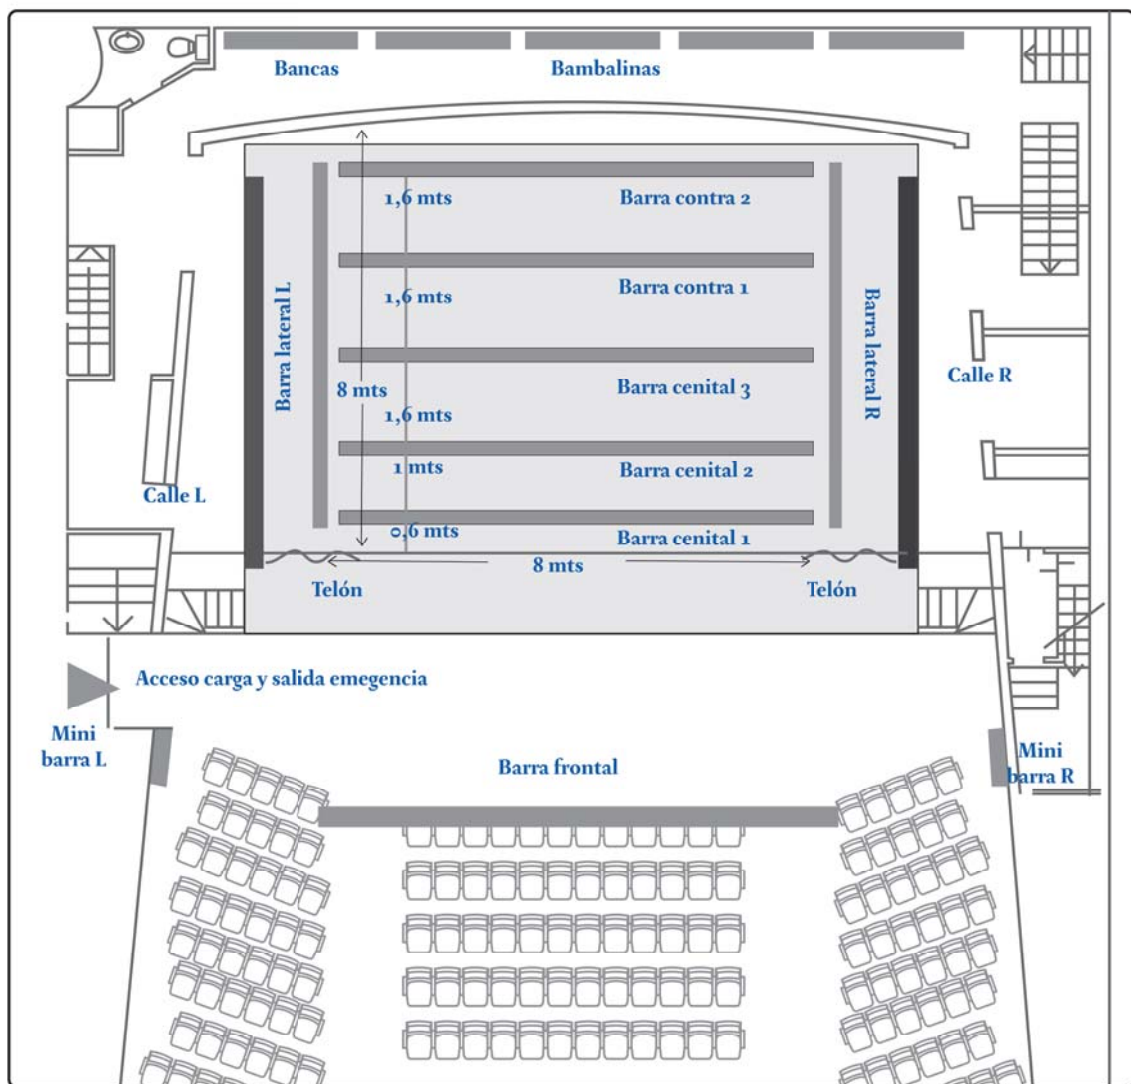 Bancas
Bambalinas
1,6 mts
Barra contra 2
1,6 mts
Barra contra 1
Barra lateral L
Barra lateral R
Calle R
8 mts
Barra cenital 3
1,6 mts
1 mts
Barra cenital 2
Calle L
0,6 mts
Barra cenital 1
8 mts
Telón
Telón
Acceso carga y salida emegencia
Mini
barra L
Barra frontal
Mini
barra R